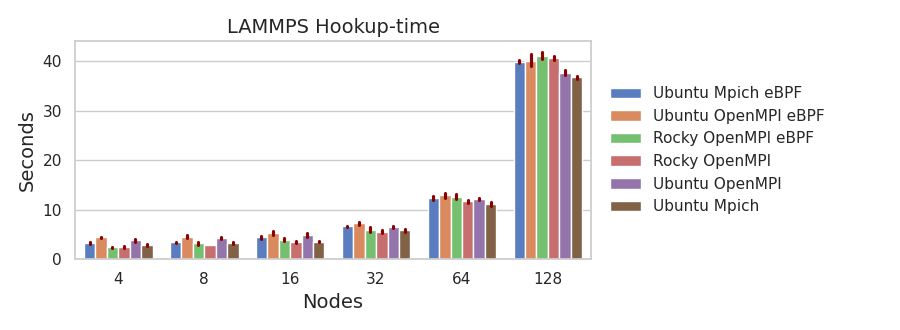 LAMMPS Hookup-time
Seconds
40
30
20
10
0
4 8 16 32 64 128
Nodes
Ubuntu Mpich eBPF
Ubuntu OpenMPI eBPF
Rocky OpenMPI eBPF
Rocky OpenMPI
Ubuntu OpenMPI
Ubuntu Mpich